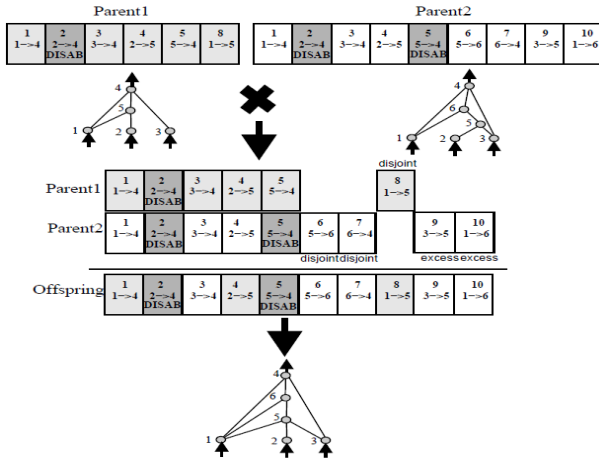 Parent1 Parent2
1 2 3 4 5 8 1 2 3 4 5 6 7 9 10
1->4 2->4 3->4 2->5 5->4 1->5 1->4 2->4 3->4 2->5 5->4 5->6 6->4 3->5 1->6
DISAB DISAB DISAB
4 4
6
5 5
1 2 3 1 2 3
disjoint
1 2 3 4 5 8
Parent1 1->4 2->4 3->4 2->5 5->4 1->5
DISAB
1 2 3 4 5 6 7 9 10
Parent2 1->4 2->4 3->4 2->5 5->4 5->6 6->4 3->5 1->6
DISAB DISAB
disjoint disjoint excess excess
1 2 3 4 5 6 7 8 9 10
Offspring 1->4 2->4 3->4 2->5 5->4 5->6 6->4 1->5 3->5 1->6
DISAB DISAB
4
6
5
1 2 3